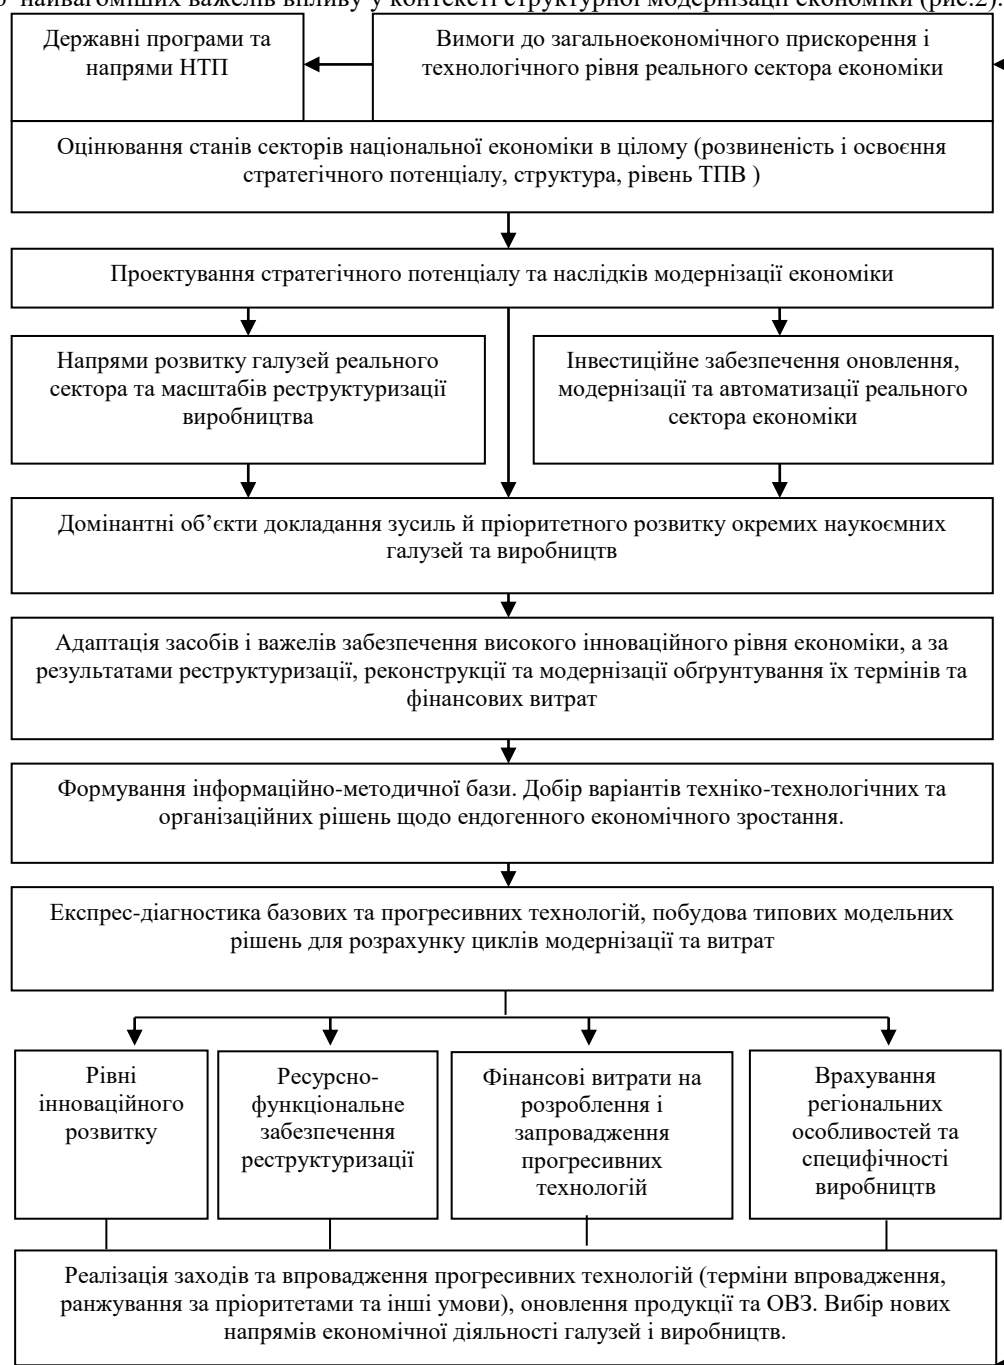 найвагоміших важелів впливу у контексті структурної модернізації економіки (рис.2).
Державні програми та
напрями НТП
Вимоги до загальноекономічного прискорення і
технологічного рівня реального сектора економіки
Оцінювання станів секторів національної економіки в цілому (розвиненість і освоєння
стратегічного потенціалу, структура, рівень ТПВ )
Проектування стратегічного потенціалу та наслідків модернізації економіки
Напрями розвитку галузей реального
сектора та масштабів реструктуризації
виробництва
Інвестиційне забезпечення оновлення,
модернізації та автоматизації реального
сектора економіки
Домінантні об’єкти докладання зусиль й пріоритетного розвитку окремих наукоємних
галузей та виробництв
Адаптація засобів і важелів забезпечення високого інноваційного рівня економіки, а за
результатами реструктуризації, реконструкції та модернізації обґрунтування їх термінів та
фінансових витрат
Формування інформаційно-методичної бази. Добір варіантів техніко-технологічних та
організаційних рішень щодо ендогенного економічного зростання.
Експрес-діагностика базових та прогресивних технологій, побудова типових модельних
рішень для розрахунку циклів модернізації та витрат
Рівні
інноваційного
розвитку
Ресурсно-
функціональне
забезпечення
реструктуризації
Фінансові витрати на
розроблення і
запровадження
прогресивних
технологій
Врахування
регіональних
особливостей та
специфічності
виробництв
Реалізація заходів та впровадження прогресивних технологій (терміни впровадження,
ранжування за пріоритетами та інші умови), оновлення продукції та ОВЗ. Вибір нових
напрямів економічної діяльності галузей і виробництв.